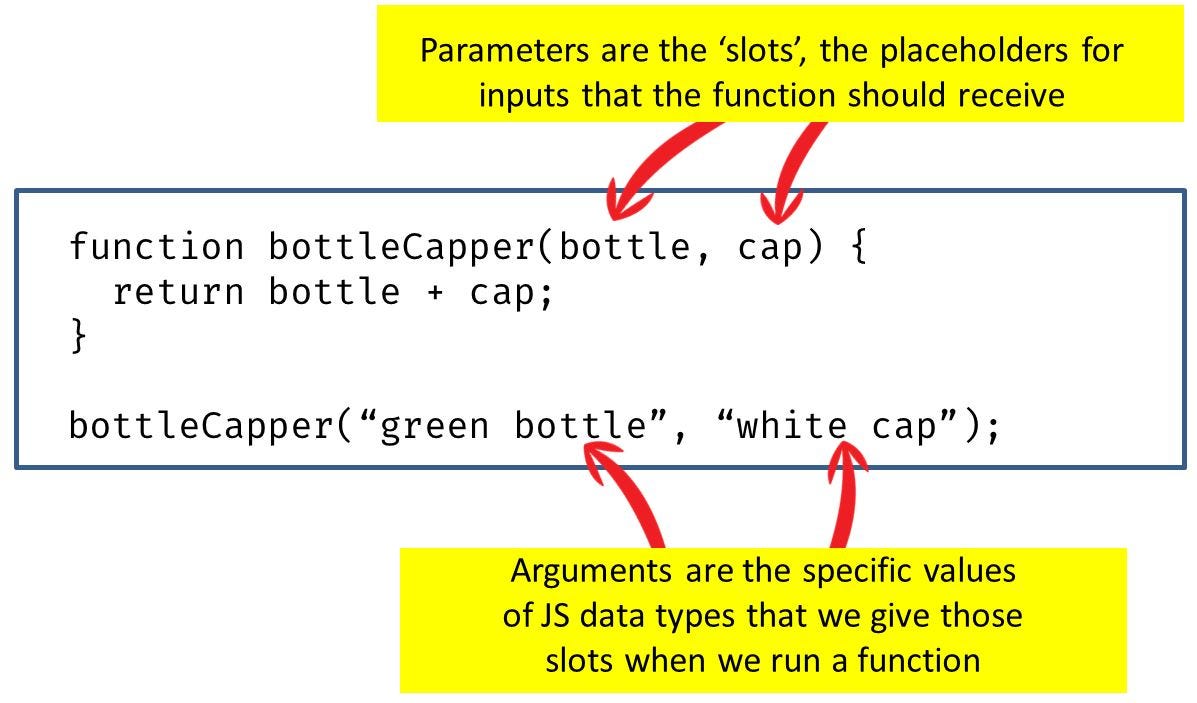 Parameters are the ‘slots’, the placeholders for
inputs that the function should receive
function bottleCapper(bottle, cap) {
  return bottle + cap;
}
bottleCapper(“green bottle”, “white cap”);
Arguments are the specific values
of JS data types that we give those
slots when we run a function